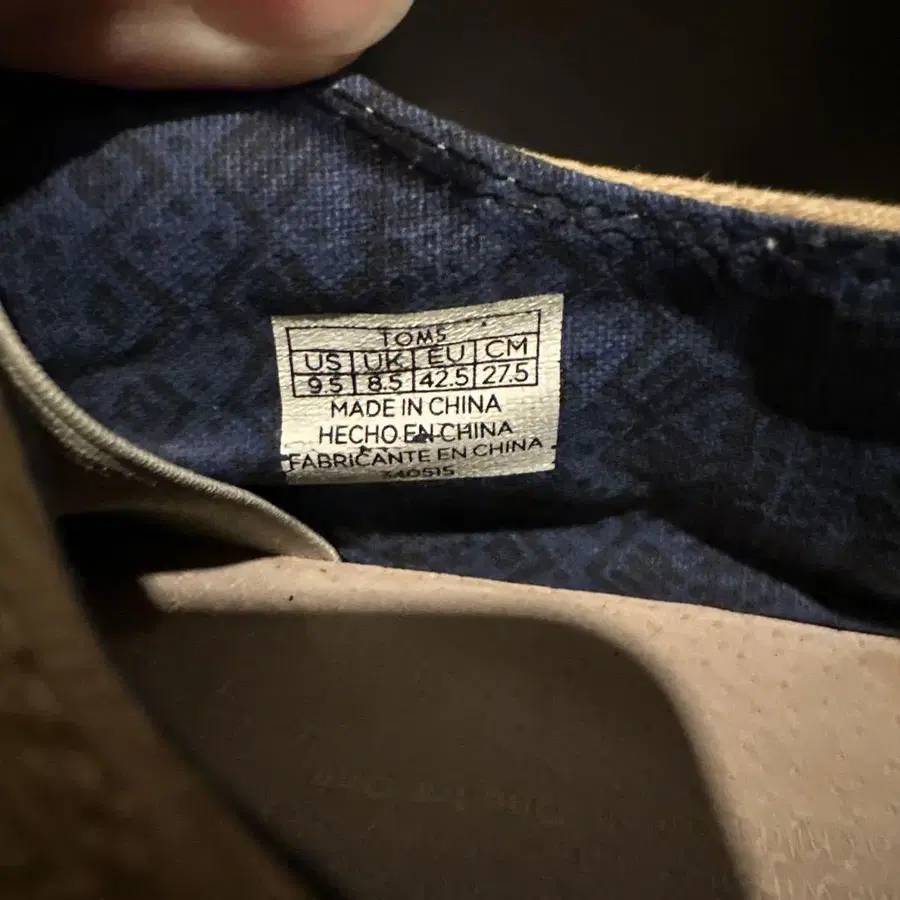 TOMS
US UK EU CM
9.5 8.5 42.5 27.5
MADE IN CHINA
HECHO EN CHINA
FABRICANTE EN CHINA
340515